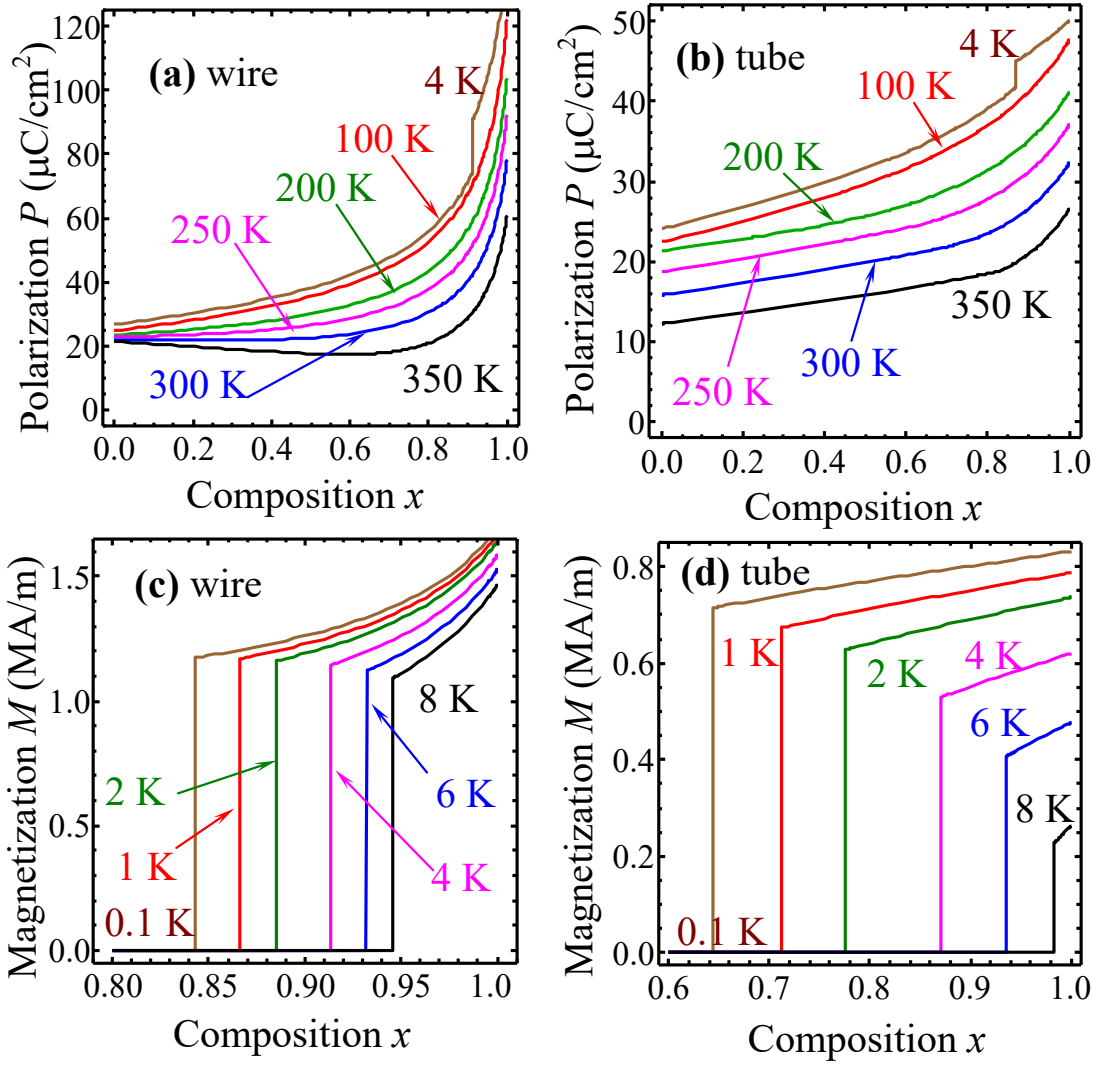 (a) wire
4 K
100 K
200 K
250 K
300 K
350 K
Polarization P (μC/cm²)
0
20
40
60
80
100
120
0.0 0.2 0.4 0.6 0.8 1.0
Composition x
(b) tube
4 K
100 K
200 K
250 K
300 K
350 K
Polarization P (μC/cm²)
0
10
20
30
40
50
0.0 0.2 0.4 0.6 0.8 1.0
Composition x
(c) wire
8 K
6 K
4 K
2 K
1 K
0.1 K
Magnetization M (MA/m)
0.0
0.5
1.0
1.5
0.80 0.85 0.90 0.95 1.0
Composition x
(d) tube
1 K
2 K
4 K
6 K
8 K
0.1 K
Magnetization M (MA/m)
0.0
0.2
0.4
0.6
0.8
0.6 0.7 0.8 0.9 1.0
Composition x